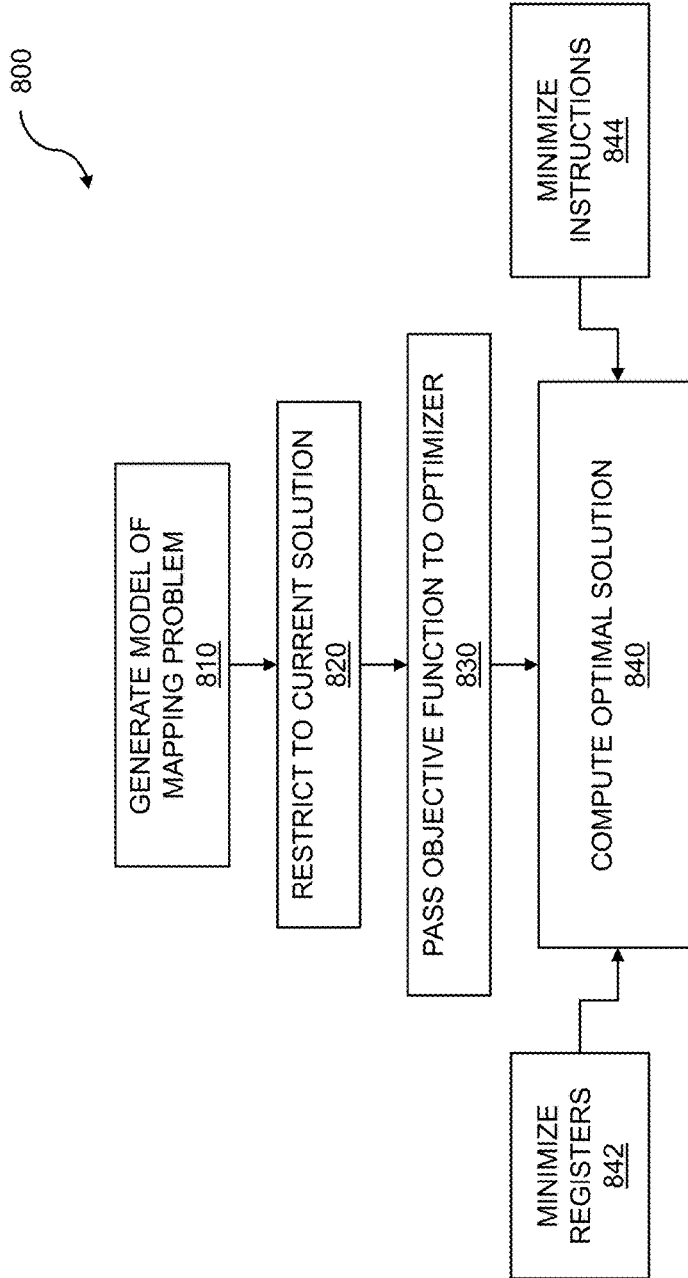 800
GENERATE MODEL OF
MAPPING PROBLEM
810
RESTRICT TO CURRENT SOLUTION
820
PASS OBJECTIVE FUNCTION TO OPTIMIZER
830
MINIMIZE
REGISTERS
842
COMPUTE OPTIMAL SOLUTION
840
MINIMIZE
INSTRUCTIONS
844